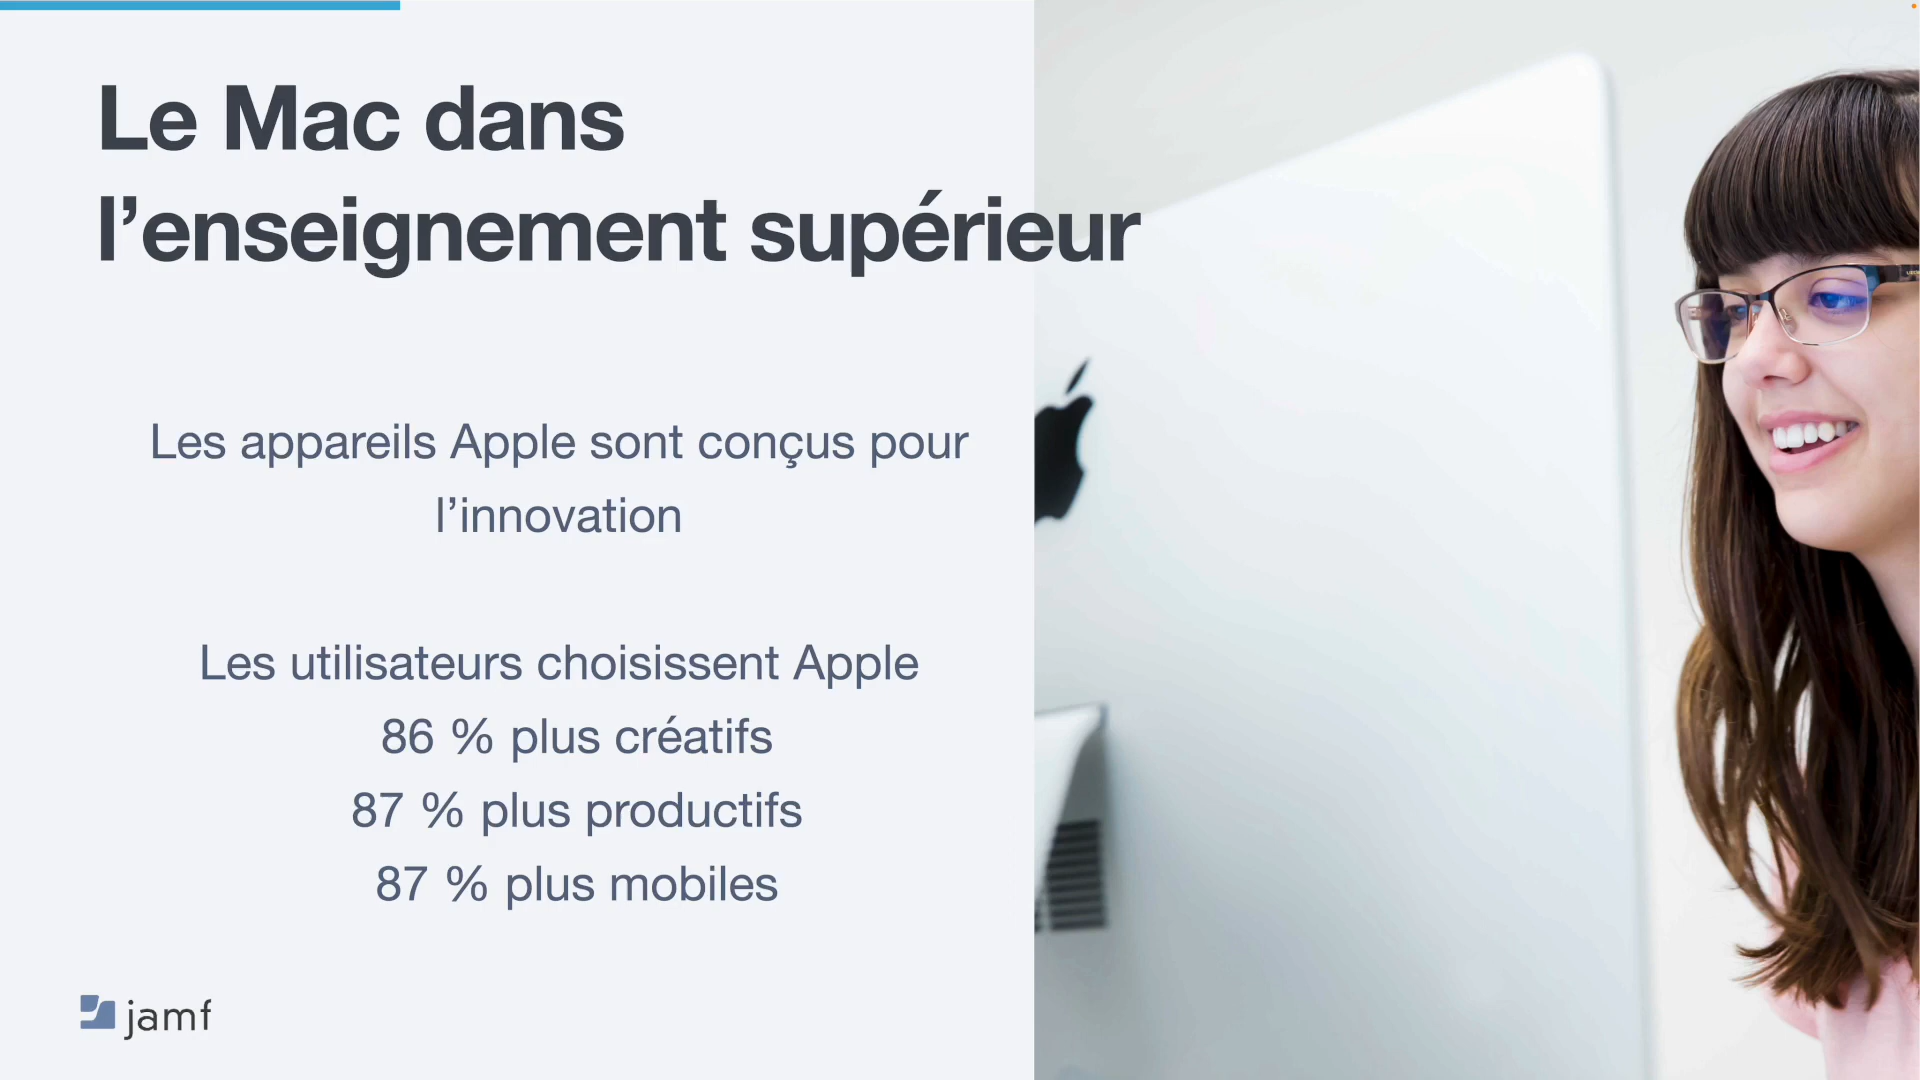 Le Mac dans
l’enseignement supérieur
Les appareils Apple sont conçus pour
l’innovation
Les utilisateurs choisissent Apple
86 % plus créatifs
87 % plus productifs
87 % plus mobiles
jamf